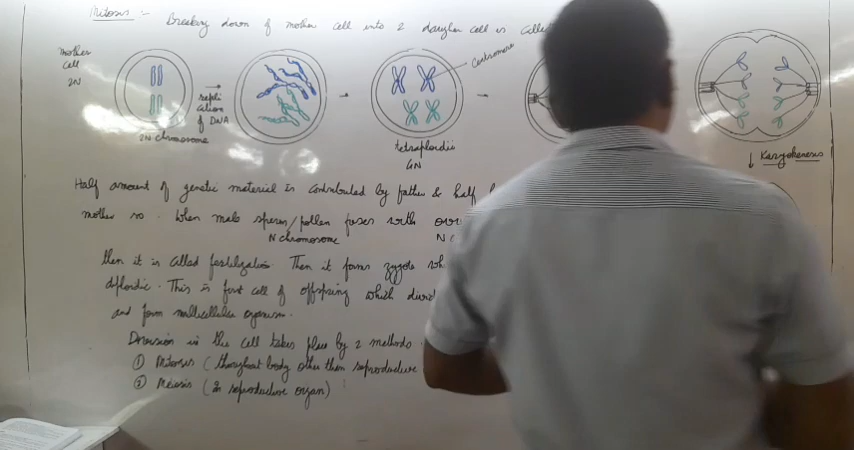 Mitosis :-
Breaking down of mother cell into 2 daughter cell is called
mother
cell
2N
repli
cation
of DNA
2N chromosome
Centromere
tetraploidic
4N
Karyokenesis
Half amount of genetic material is contributed by father & half
mother so. When male sperm/pollen fuses with
N chromosome
N
then it is called fertilization. Then it forms zygote
diploidic. This is first cell of offspring which
and form multicellular organism.
Division in the cell takes place by 2 methods.
① Mitosis (throughout body other than reproductive
② Meiosis (in reproductive organ)